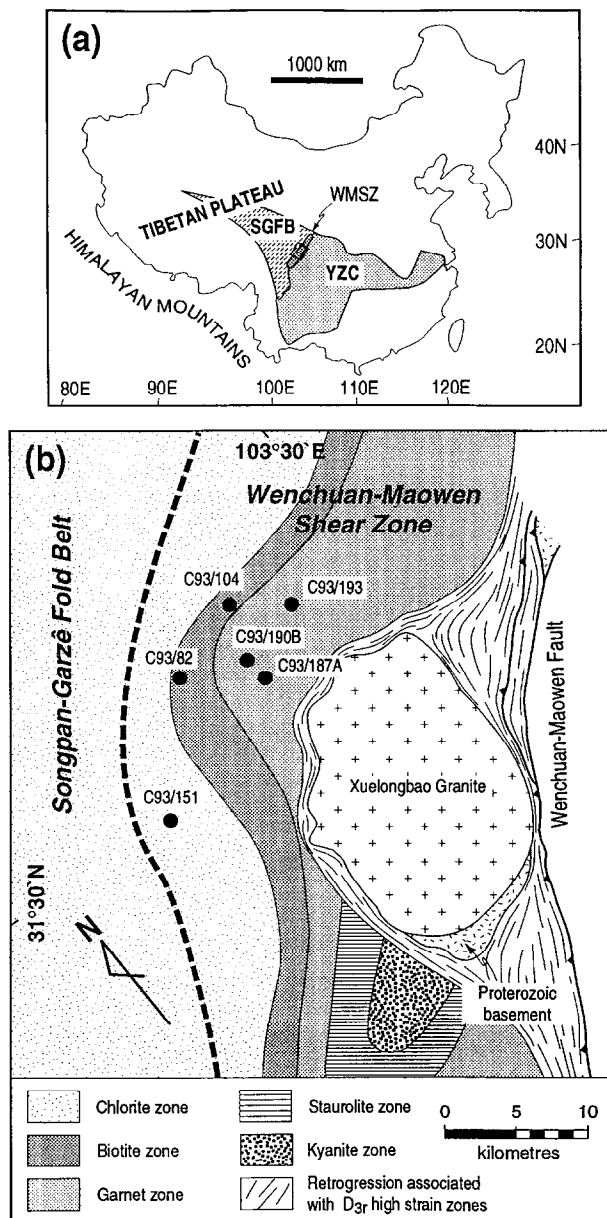 (a)
1000 km
40N
30N
20N
TIBETAN PLATEAU
WMSZ
SGFB
YZC
HIMALAYAN MOUNTAINS
80E 90E 100E 110E 120E
(b)
103°30`E
Wenchuan-Maowen
Shear Zone
Songpan-Garzê Fold Belt
C93/104
C93/193
C93/190B
C93/82
C93/187A
C93/151
Xuelongbao Granite
Wenchuan-Maowen Fault
31°30`N
N
Proterozoic
basement
Chlorite zone
Biotite zone
Garnet zone
Staurolite zone
Kyanite zone
Retrogression associated
with D3r high strain zones
0 5 10
kilometres